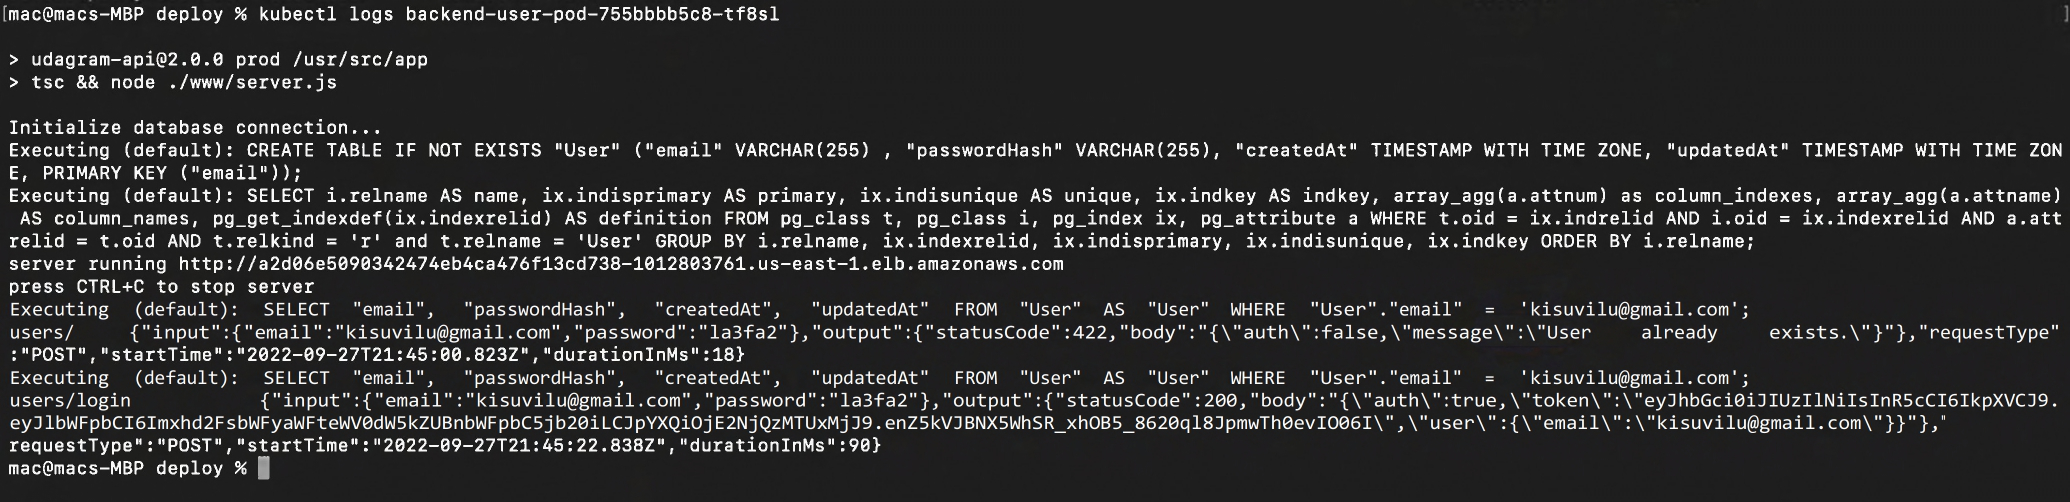 [mac@macs-MBP deploy % kubectl logs backend-user-pod-755bbbb5c8-tf8sl ]
> udagram-api@2.0.0 prod /usr/src/app
> tsc && node ./www/server.js
Initialize database connection...
Executing (default): CREATE TABLE IF NOT EXISTS "User" ("email" VARCHAR(255) , "passwordHash" VARCHAR(255), "createdAt" TIMESTAMP WITH TIME ZONE, "updatedAt" TIMESTAMP WITH TIME ZON
E, PRIMARY KEY ("email"));
Executing (default): SELECT i.relname AS name, ix.indisprimary AS primary, ix.indisunique AS unique, ix.indkey AS indkey, array_agg(a.attnum) as column_indexes, array_agg(a.attname)
AS column_names, pg_get_indexdef(ix.indexrelid) AS definition FROM pg_class t, pg_class i, pg_index ix, pg_attribute a WHERE t.oid = ix.indrelid AND i.oid = ix.indexrelid AND a.att
relid = t.oid AND t.relkind = 'r' and t.relname = 'User' GROUP BY i.relname, ix.indexrelid, ix.indisprimary, ix.indisunique, ix.indkey ORDER BY i.relname;
server running http://a2d06e5090342474eb4ca476f13cd738-1012803761.us-east-1.elb.amazonaws.com
press CTRL+C to stop server
Executing (default): SELECT "email", "passwordHash", "createdAt", "updatedAt" FROM "User" AS "User" WHERE "User"."email" = 'kisuvilu@gmail.com';
users/ {"input":{"email":"kisuvilu@gmail.com","password":"la3fa2"},"output":{"statusCode":422,"body":"{\"auth\":false,\"message\":\"User already exists.\"}"},"requestType"
:"POST","startTime":"2022-09-27T21:45:00.823Z","durationInMs":18}
Executing (default): SELECT "email", "passwordHash", "createdAt", "updatedAt" FROM "User" AS "User" WHERE "User"."email" = 'kisuvilu@gmail.com';
users/login {"input":{"email":"kisuvilu@gmail.com","password":"la3fa2"},"output":{"statusCode":200,"body":"{\"auth\":true,\"token\":\"eyJhbGci0iJIUzIlNiIsInR5cCI6IkpXVCJ9.
eyJlbWFpbCI6Imxhd2FsbWFyaWFteWV0dW5kZUBnbWFpbC5jb20iLCJpYXQiOjE2NjQzMTUxMjJ9.enZ5kVJBNX5WhSR_xhOB5_8620ql8JpmwTh0evIO06I\",\"user\":{\"email\":\"kisuvilu@gmail.com\"}}"},"
requestType":"POST","startTime":"2022-09-27T21:45:22.838Z","durationInMs":90}
mac@macs-MBP deploy %